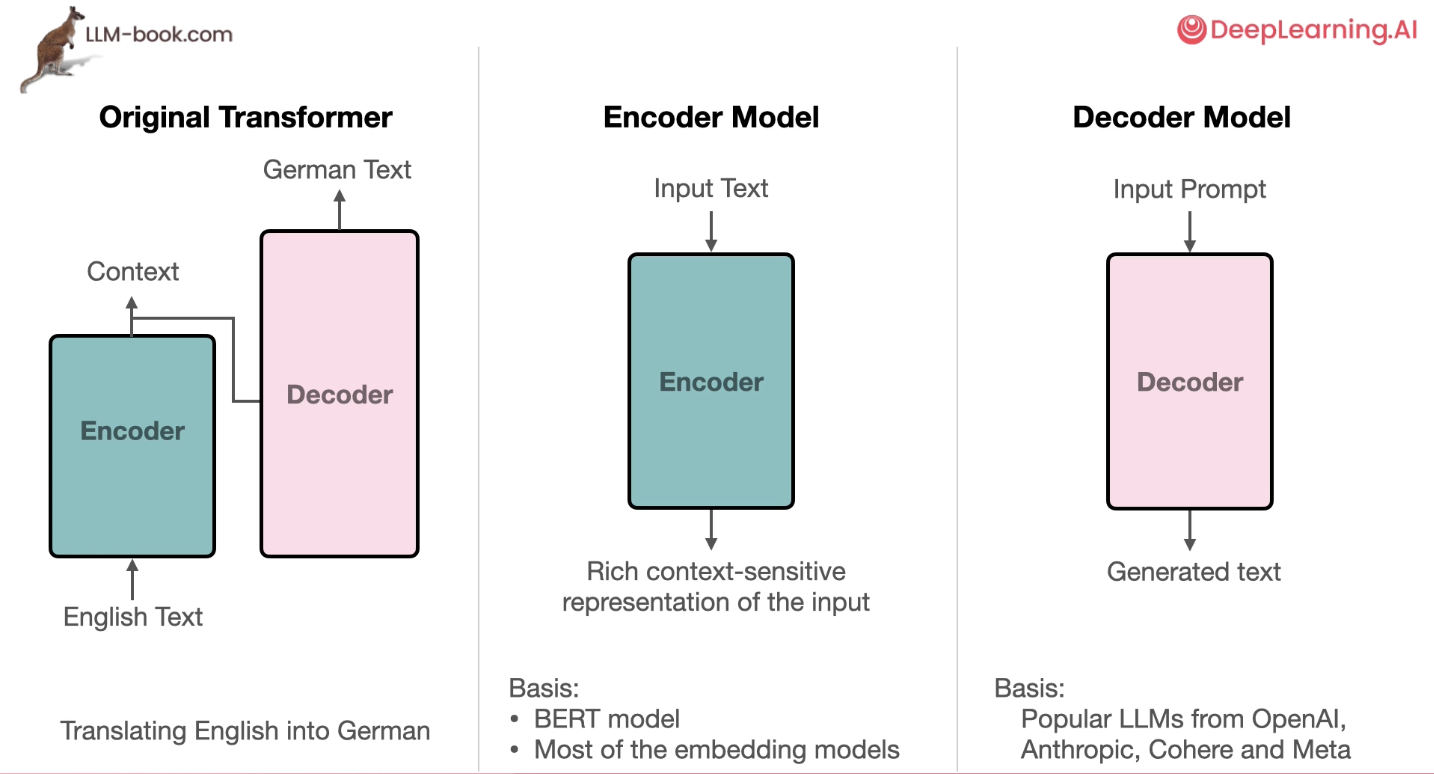 LLM-book.com
DeepLearning.AI
Original Transformer
German Text
Context
Encoder
Decoder
English Text
Translating English into German
Encoder Model
Input Text
Encoder
Rich context-sensitive
representation of the input
Basis:
• BERT model
• Most of the embedding models
Decoder Model
Input Prompt
Decoder
Generated text
Basis:
Popular LLMs from OpenAI,
Anthropic, Cohere and Meta